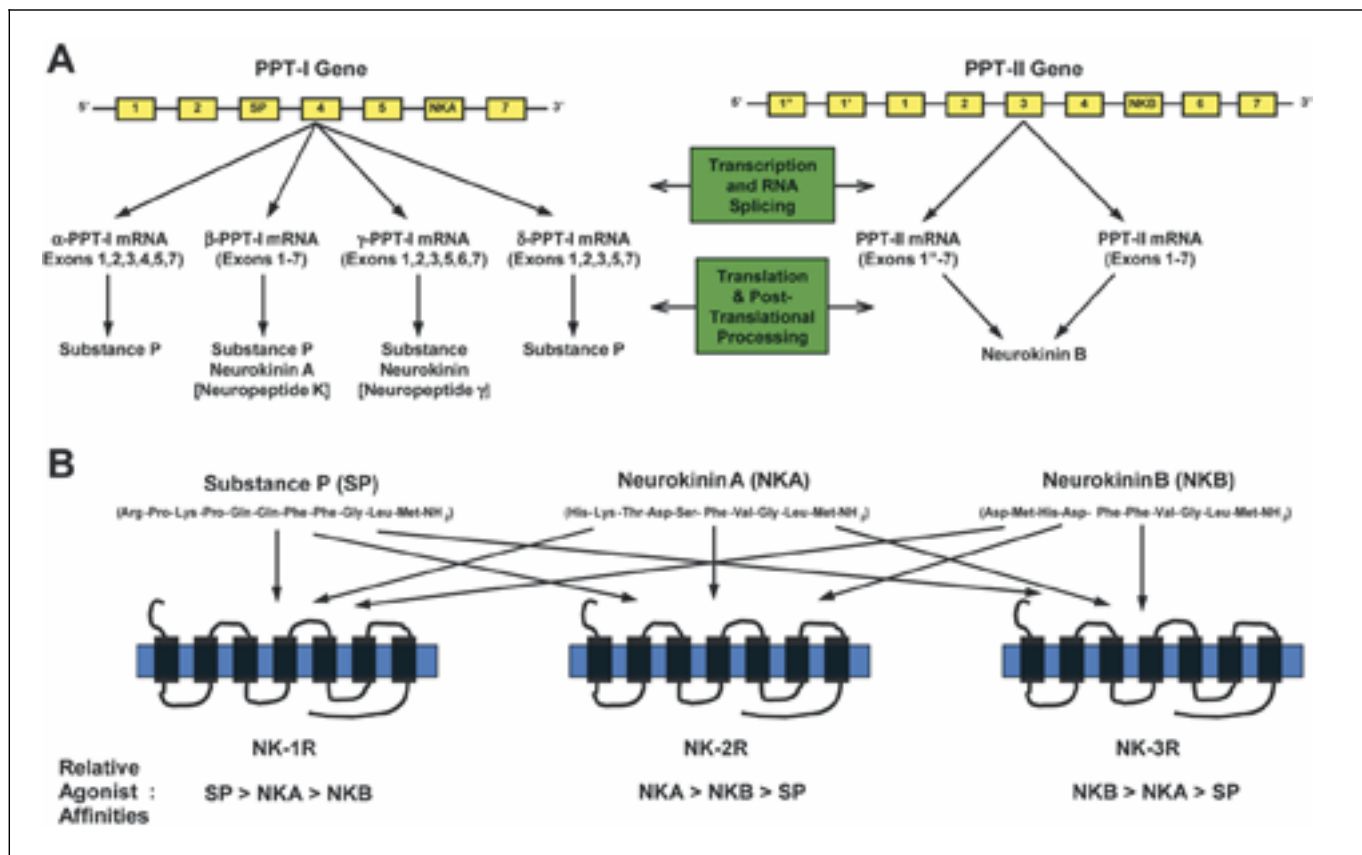 A
PPT-I Gene
PPT-II Gene
5' 1 2 SP 4 5 NKA 7 3'
5' 1" 1' 1 2 3 4 NKB 6 7 3'
Transcription
and RNA
Splicing
α-PPT-I mRNA
Exons 1,2,3,4,5,7)
β-PPT-I mRNA
(Exons 1-7)
γ-PPT-I mRNA
(Exons 1,2,3,5,6,7)
δ-PPT-I mRNA
(Exons 1,2,3,5,7)
PPT-II mRNA
(Exons 1"-7)
PPT-II mRNA
(Exons 1-7)
Translation
& Post-
Translational
Processing
Substance P
Substance P
Neurokinin A
[Neuropeptide K]
Substance
Neurokinin
[Neuropeptide γ]
Substance P
Neurokinin B
B
Substance P (SP)
(Arg-Pro-Lys-Pro-Gln-Gln-Phe-Phe-Gly-Leu-Met-NH2)
Neurokinin A (NKA)
(His-Lys-Thr-Asp-Ser- Phe-Val-Gly-Leu-Met-NH2)
Neurokinin B (NKB)
(Asp-Met-His-Asp- Phe-Phe-Val-Gly-Leu-Met-NH2)
NK-1R
NK-2R
NK-3R
Relative
Agonist :
Affinities
SP > NKA > NKB
NKA > NKB > SP
NKB > NKA > SP